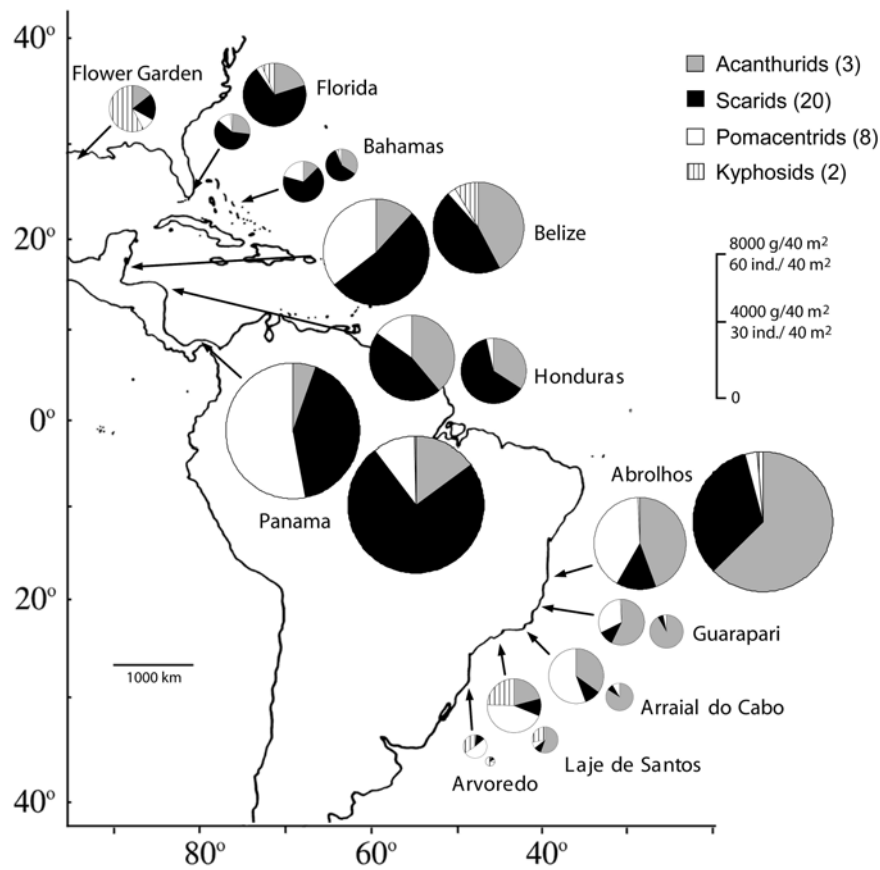 40º
Flower Garden
Florida
Bahamas
Acanthurids (3)
Scarids (20)
Pomacentrids (8)
Kyphosids (2)
20º
Belize
8000 g/40 m²
60 ind./ 40 m²
4000 g/40 m²
30 ind./ 40 m²
0
Honduras
0º
Panama
Abrolhos
20º
Guarapari
1000 km
Arraial do Cabo
Laje de Santos
Arvoredo
40º
80º
60º
40º